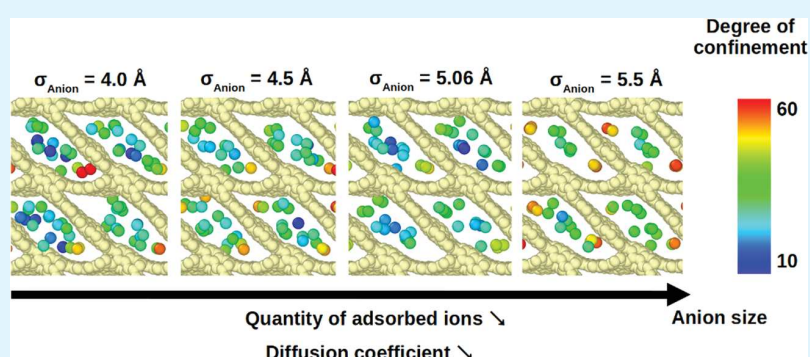 Degree of
confinement
σAnion = 4.0 Å
σAnion = 4.5 Å
σAnion = 5.06 Å
σAnion = 5.5 Å
60
10
Quantity of adsorbed ions ↘
Anion size
Diffusion coefficient ↘